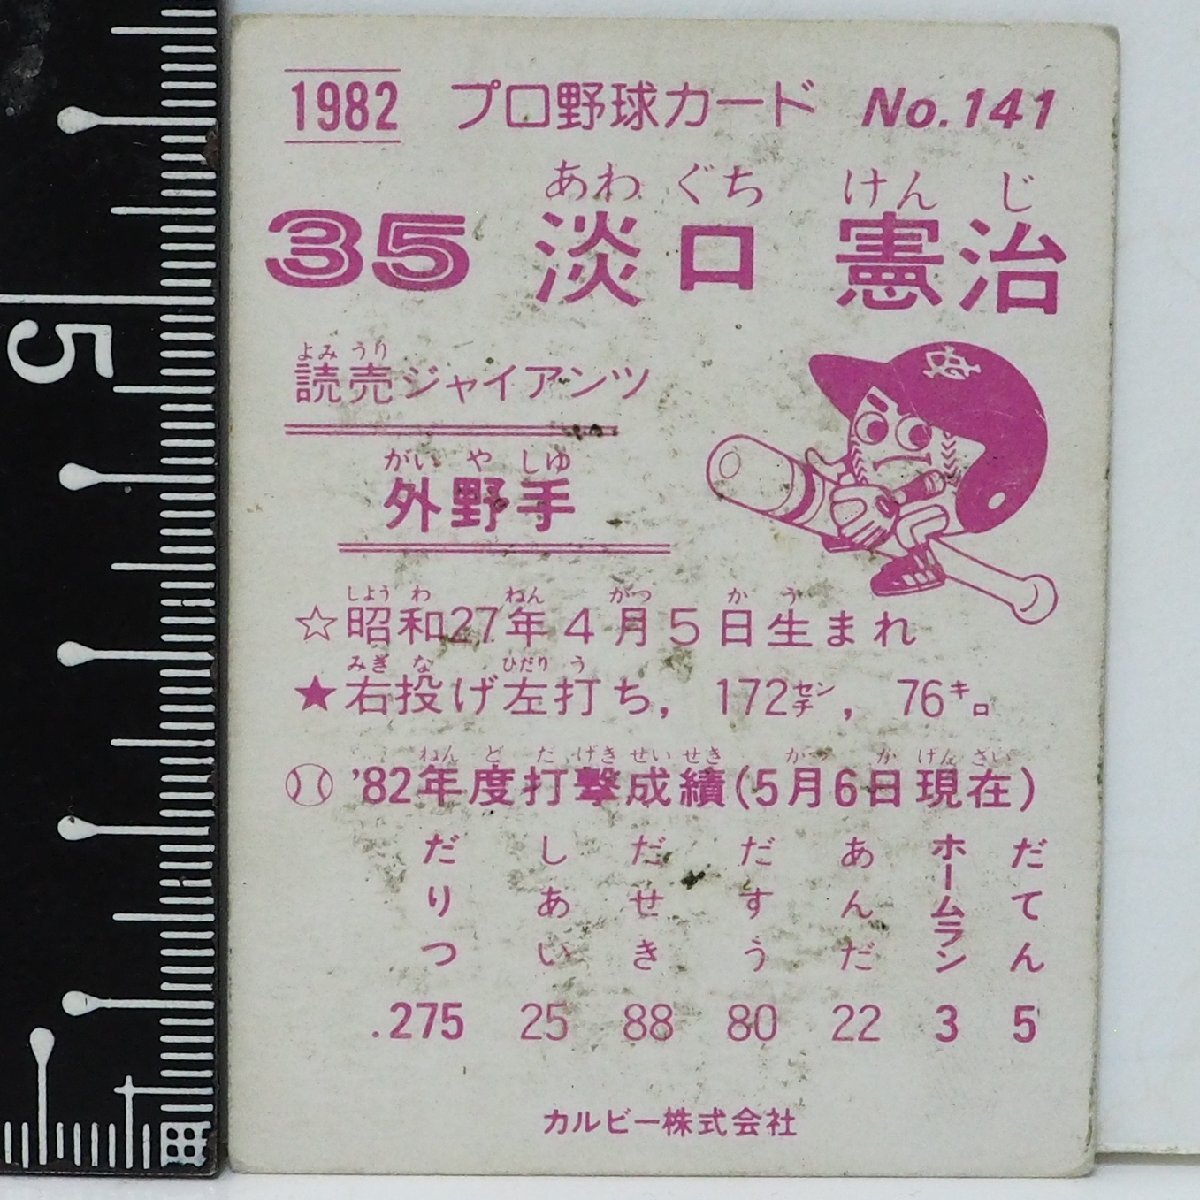 1982 プロ野球カード No.141
あわ ぐち けん じ
35 淡口 憲治
よみ うり
読売ジャイアンツ
がい や しゆ
外野手
しよう わ ねん がつ か う
☆昭和27年4月5日生まれ
みぎ な ひだり う
★右投げ左打ち, 172センチ, 76キロ
ねん ど だ げき せい せき がつ か げん ざい
'82年度打撃成績(5月6日現在)
だりつ しあい だせき だすう あんだ ホームラン だてん
.275 25 88 80 22 3 5
カルビー株式会社
5